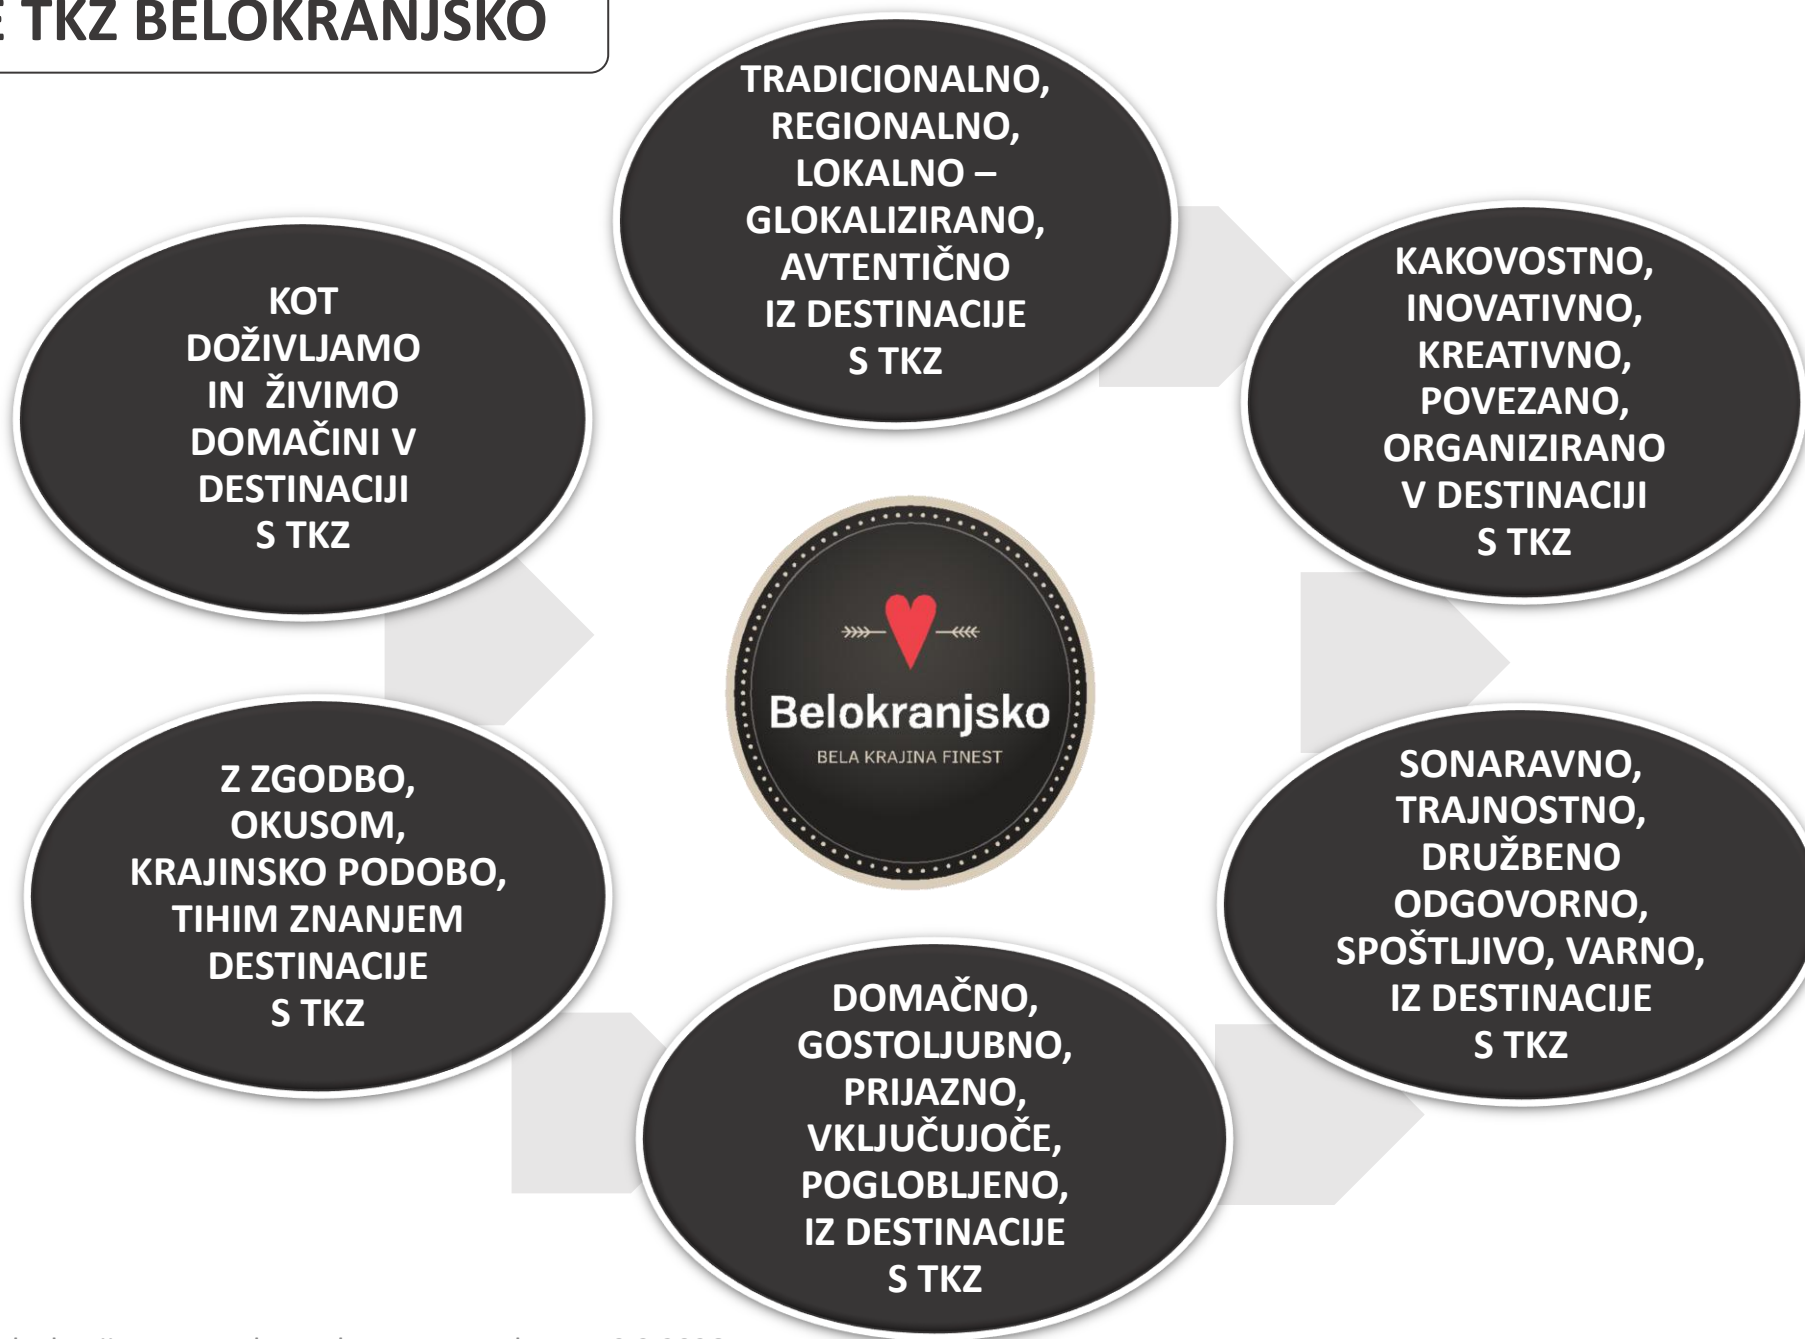 TKZ BELOKRANJSKO
TRADICIONALNO,
REGIONALNO,
LOKALNO –
GLOKALIZIRANO,
AVTENTIČNO
IZ DESTINACIJE
S TKZ
KAKOVOSTNO,
INOVATIVNO,
KREATIVNO,
POVEZANO,
ORGANIZIRANO
V DESTINACIJI
S TKZ
SONARAVNO,
TRAJNOSTNO,
DRUŽBENO
ODGOVORNO,
SPOŠTLJIVO, VARNO,
IZ DESTINACIJE
S TKZ
DOMAČNO,
GOSTOLJUBNO,
PRIJAZNO,
VKLJUČUJOČE,
POGLOBLJENO,
IZ DESTINACIJE
S TKZ
Z ZGODBO,
OKUSOM,
KRAJINSKO PODOBO,
TIHIM ZNANJEM
DESTINACIJE
S TKZ
KOT
DOŽIVLJAMO
IN ŽIVIMO
DOMAČINI V
DESTINACIJI
S TKZ
Belokranjsko
BELA KRAJINA FINEST